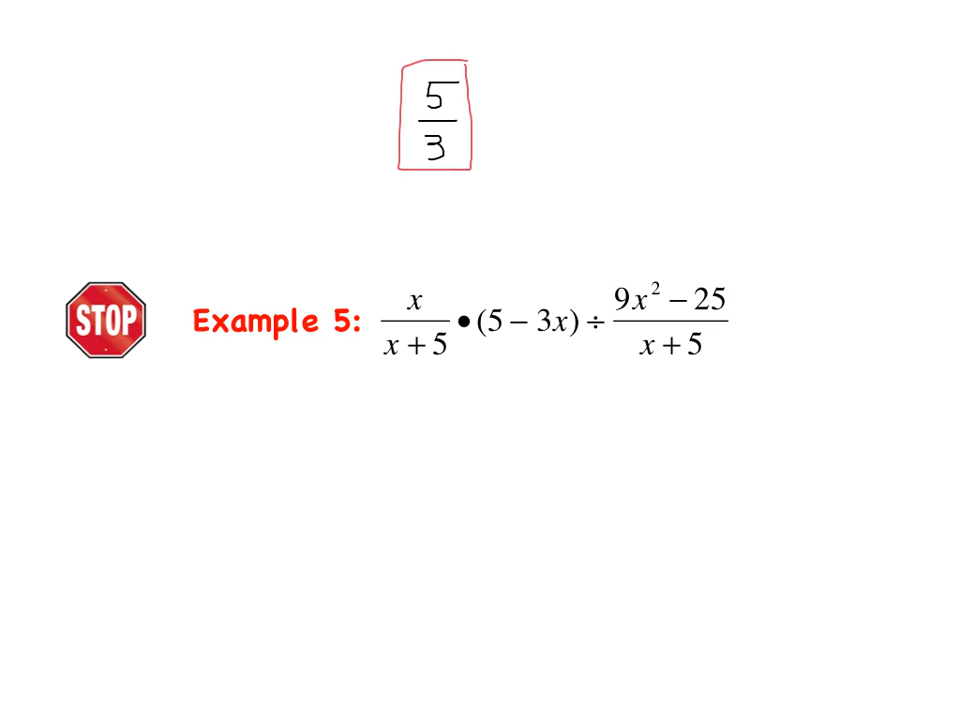 5/3
STOP Example 5: x/(x + 5) • (5 − 3x) ÷ (9x² − 25)/(x + 5)